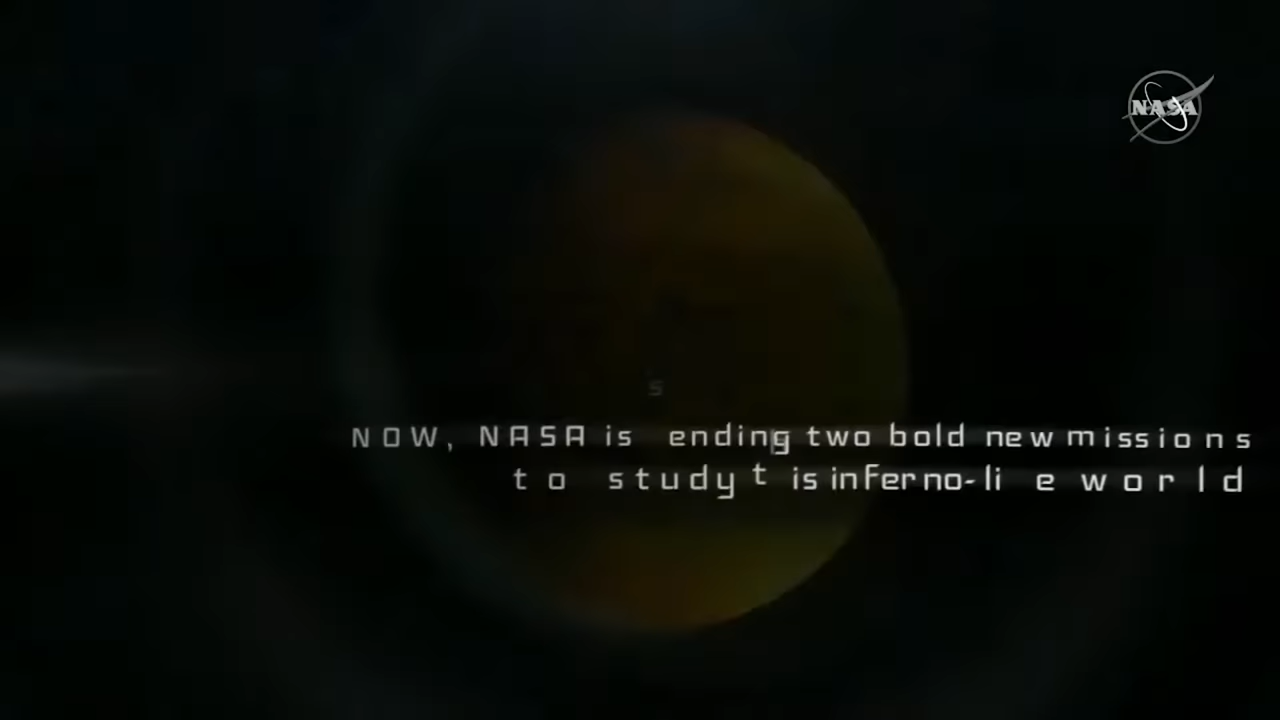 NASA
s
NOW, NASA is ending two bold new missions
to study t is inferno-li e world